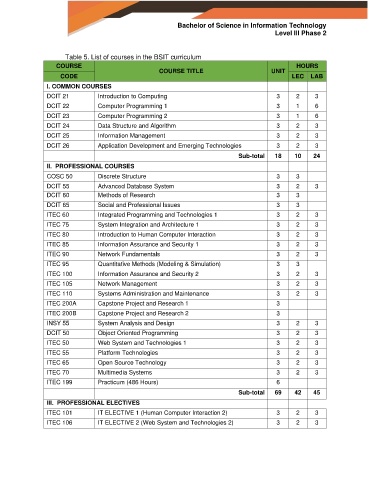 Bachelor of Science in Information Technology
Level III Phase 2
Table 5. List of courses in the BSIT curriculum
COURSE CODE COURSE TITLE UNIT HOURS
LEC LAB
I. COMMON COURSES
DCIT 21 Introduction to Computing 3 2 3
DCIT 22 Computer Programming 1 3 1 6
DCIT 23 Computer Programming 2 3 1 6
DCIT 24 Data Structure and Algorithm 3 2 3
DCIT 25 Information Management 3 2 3
DCIT 26 Application Development and Emerging Technologies 3 2 3
Sub-total 18 10 24
II. PROFESSIONAL COURSES
COSC 50 Discrete Structure 3 3
DCIT 55 Advanced Database System 3 2 3
DCIT 60 Methods of Research 3 3
DCIT 65 Social and Professional Issues 3 3
ITEC 60 Integrated Programming and Technologies 1 3 2 3
ITEC 75 System Integration and Architecture 1 3 2 3
ITEC 80 Introduction to Human Computer Interaction 3 2 3
ITEC 85 Information Assurance and Security 1 3 2 3
ITEC 90 Network Fundamentals 3 2 3
ITEC 95 Quantitative Methods (Modeling & Simulation) 3 3
ITEC 100 Information Assurance and Security 2 3 2 3
ITEC 105 Network Management 3 2 3
ITEC 110 Systems Administration and Maintenance 3 2 3
ITEC 200A Capstone Project and Research 1 3
ITEC 200B Capstone Project and Research 2 3
INSY 55 System Analysis and Design 3 2 3
DCIT 50 Object Oriented Programming 3 2 3
ITEC 50 Web System and Technologies 1 3 2 3
ITEC 55 Platform Technologies 3 2 3
ITEC 65 Open Source Technology 3 2 3
ITEC 70 Multimedia Systems 3 2 3
ITEC 199 Practicum (486 Hours) 6
Sub-total 69 42 45
III. PROFESSIONAL ELECTIVES
ITEC 101 IT ELECTIVE 1 (Human Computer Interaction 2) 3 2 3
ITEC 106 IT ELECTIVE 2 (Web System and Technologies 2) 3 2 3